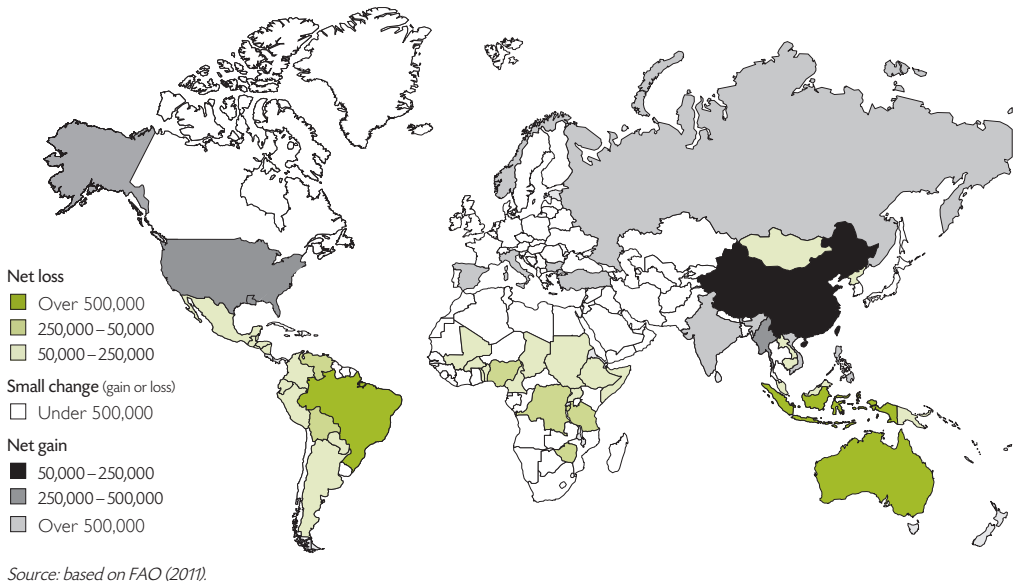 Net loss
Over 500,000
250,000–50,000
50,000–250,000
Small change (gain or loss)
Under 500,000
Net gain
50,000–250,000
250,000–500,000
Over 500,000
Source: based on FAO (2011).